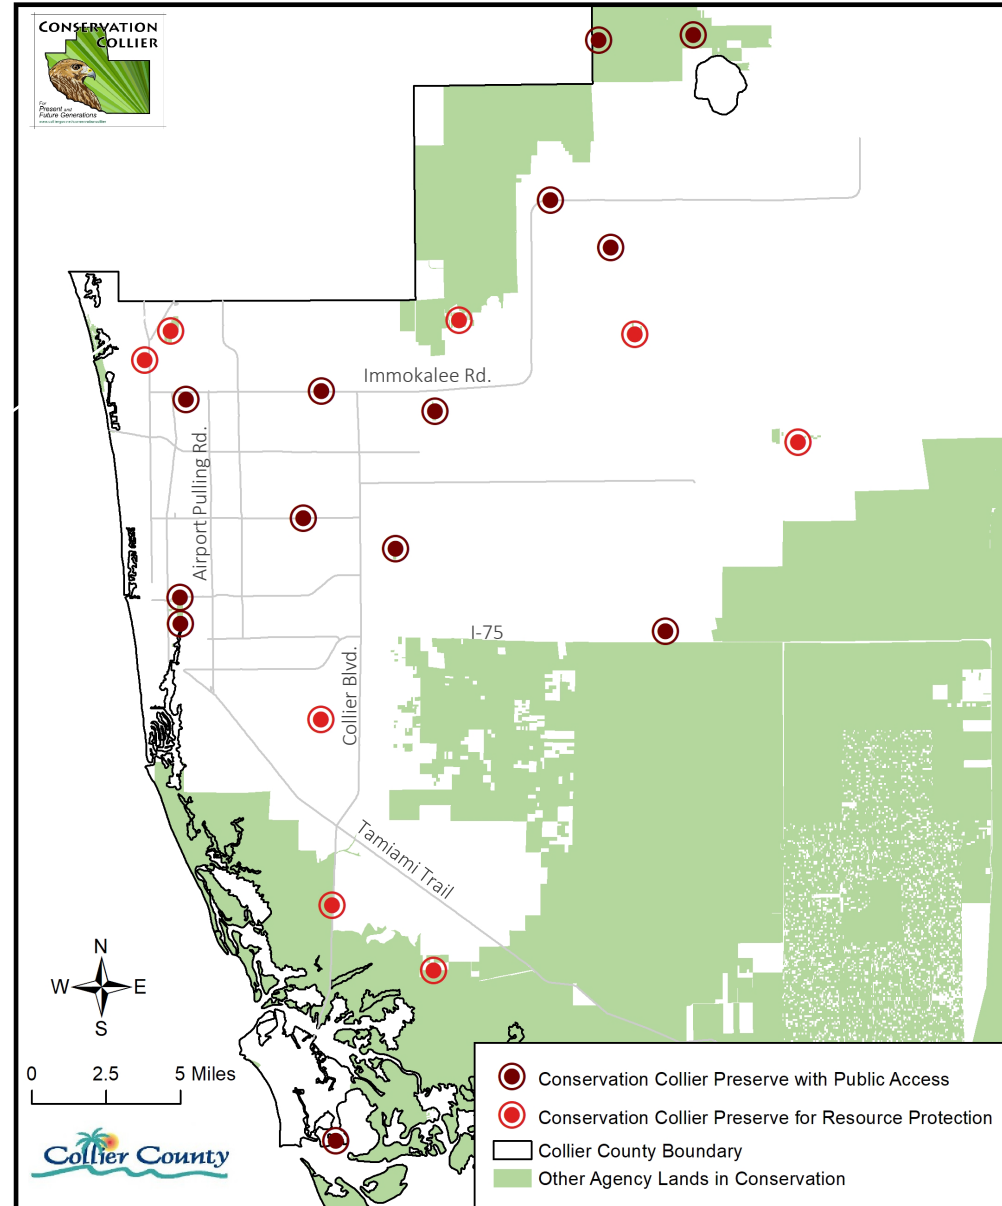 CONSERVATION
COLLIER
For
Present and
Future Generations
Immokalee Rd.
Airport Pulling Rd.
I-75
Collier Blvd.
Tamiami Trail
N
W E
S
0 2.5 5 Miles
Collier County
Conservation Collier Preserve with Public Access
Conservation Collier Preserve for Resource Protection
Collier County Boundary
Other Agency Lands in Conservation